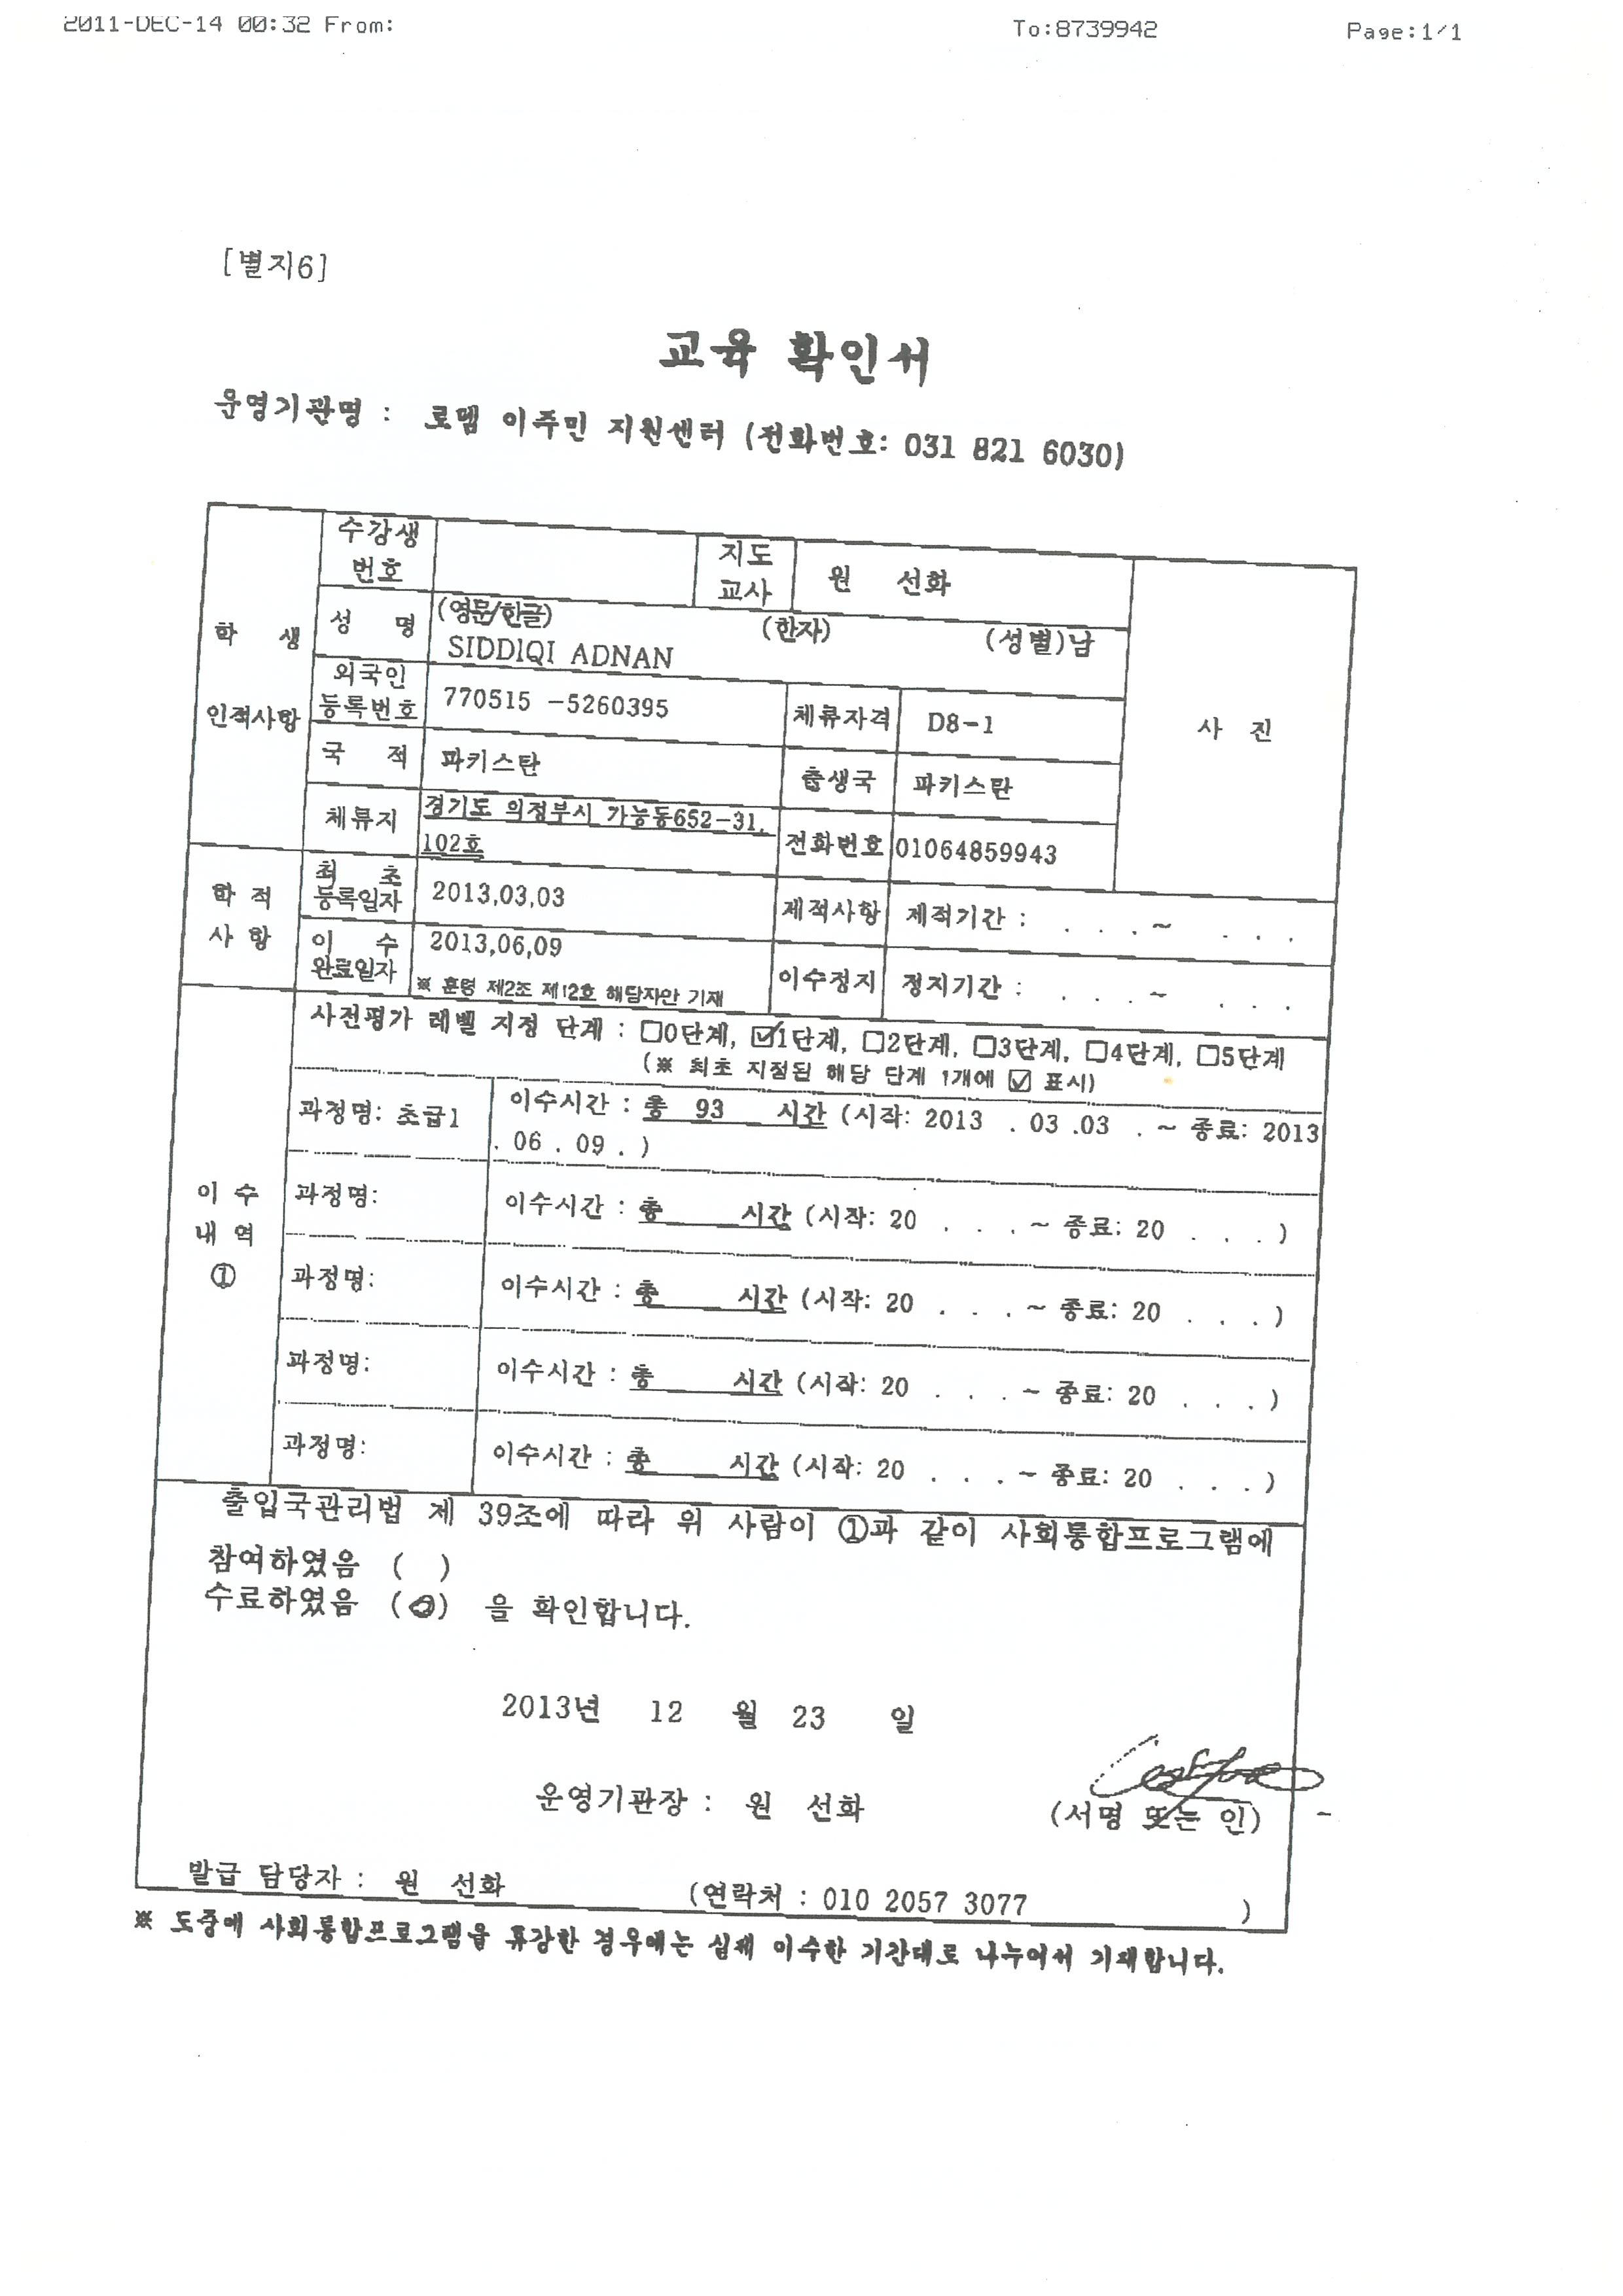 2011-DEC-14 00:32 From: To:8739942 Page:1/1
[별지6]
교육 확인서
운영기관명 : 로뎀 이주민 지원센터 (전화번호: 031 821 6030)
학 생
인적사항
수강생
번호
지도
교사
원 선화
사 진
성 명
(영문/한글) (한자) (성별)남
SIDDIQI ADNAN
외국인
등록번호
770515 -5260395
체류자격
D8-1
국 적
파키스탄
출생국
파키스탄
체류지
경기도 의정부시 가능동652-31,
102호
전화번호
01064859943
학 적
사 항
최 초
등록일자
2013,03,03
제적사항
제적기간 : . . . ~ . . .
이 수
완료일자
2013,06,09
※ 훈령 제2조 제12호 해당자만 기재
이수정지
정지기간 : . . . ~ . . .
이 수
내 역
①
사전평가 레벨 지정 단계 : □0단계, ☑1단계, □2단계, □3단계, □4단계, □5단계
(※ 최초 지정된 해당 단계 1개에 ☑ 표시)
과정명: 초급1
이수시간 : 총 93 시간 (시작: 2013 . 03 .03 . ~ 종료: 2013
. 06 . 09 . )
과정명:
이수시간 : 총 시간 (시작: 20 . . . ~ 종료: 20 . . . )
과정명:
이수시간 : 총 시간 (시작: 20 . . . ~ 종료: 20 . . . )
과정명:
이수시간 : 총 시간 (시작: 20 . . . ~ 종료: 20 . . . )
과정명:
이수시간 : 총 시간 (시작: 20 . . . ~ 종료: 20 . . . )
출입국관리법 제 39조에 따라 위 사람이 ①과 같이 사회통합프로그램에
참여하였음 ( )
수료하였음 (O) 을 확인합니다.
2013년 12 월 23 일
운영기관장 : 원 선화 (서명 또는 인)
발급 담당자 : 원 선화 (연락처 : 010 2057 3077 )
※ 도중에 사회통합프로그램을 휴강한 경우에는 실제 이수한 기간대로 나누어서 기재합니다.